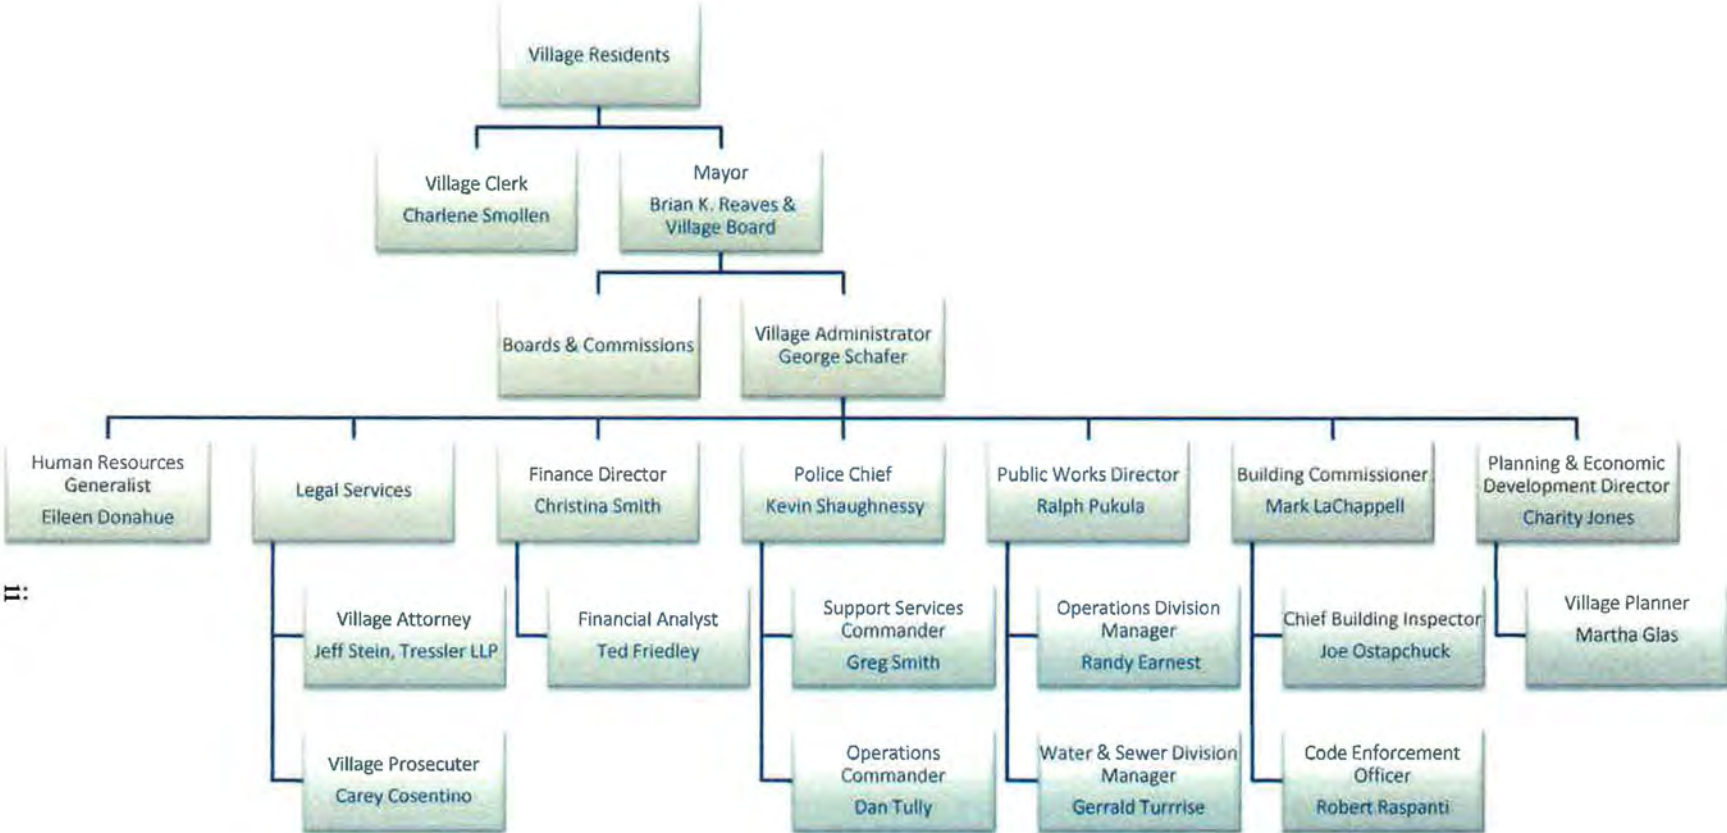 Village Residents
Village Clerk
Charlene Smollen
Mayor
Brian K. Reaves &
Village Board
Boards & Commissions
Village Administrator
George Schafer
Human Resources
Generalist
Eileen Donahue
Legal Services
Finance Director
Christina Smith
Police Chief
Kevin Shaughnessy
Public Works Director
Ralph Pukula
Building Commissioner
Mark LaChappell
Planning & Economic
Development Director
Charity Jones
Village Attorney
Jeff Stein, Tressler LLP
Financial Analyst
Ted Friedley
Support Services
Commander
Greg Smith
Operations Division
Manager
Randy Earnest
Chief Building Inspector
Joe Ostapchuck
Village Planner
Martha Glas
Village Prosecuter
Carey Cosentino
Operations
Commander
Dan Tully
Water & Sewer Division
Manager
Gerrald Turrrise
Code Enforcement
Officer
Robert Raspanti
ii